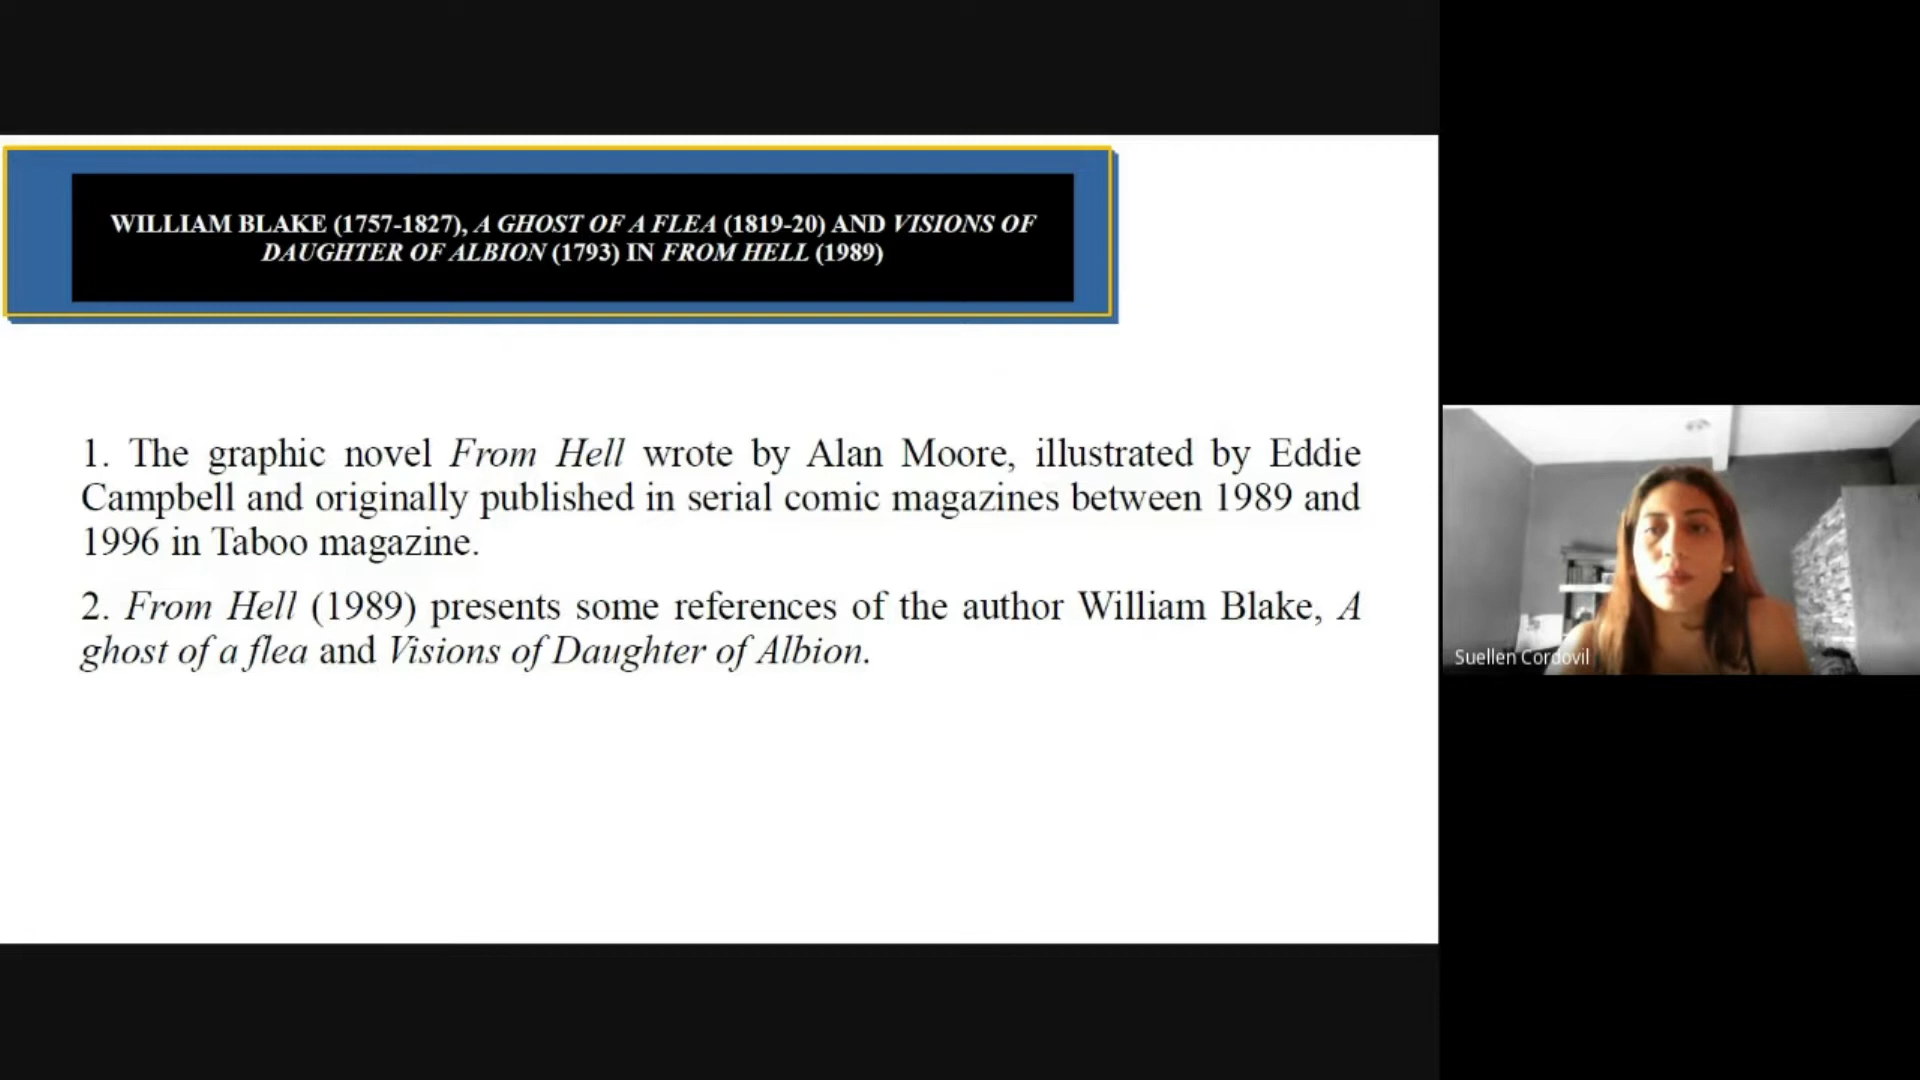 WILLIAM BLAKE (1757-1827), A GHOST OF A FLEA (1819-20) AND VISIONS OF
DAUGHTER OF ALBION (1793) IN FROM HELL (1989)
1. The graphic novel From Hell wrote by Alan Moore, illustrated by Eddie
Campbell and originally published in serial comic magazines between 1989 and
1996 in Taboo magazine.
2. From Hell (1989) presents some references of the author William Blake, A
ghost of a flea and Visions of Daughter of Albion.
Suellen Cordovil